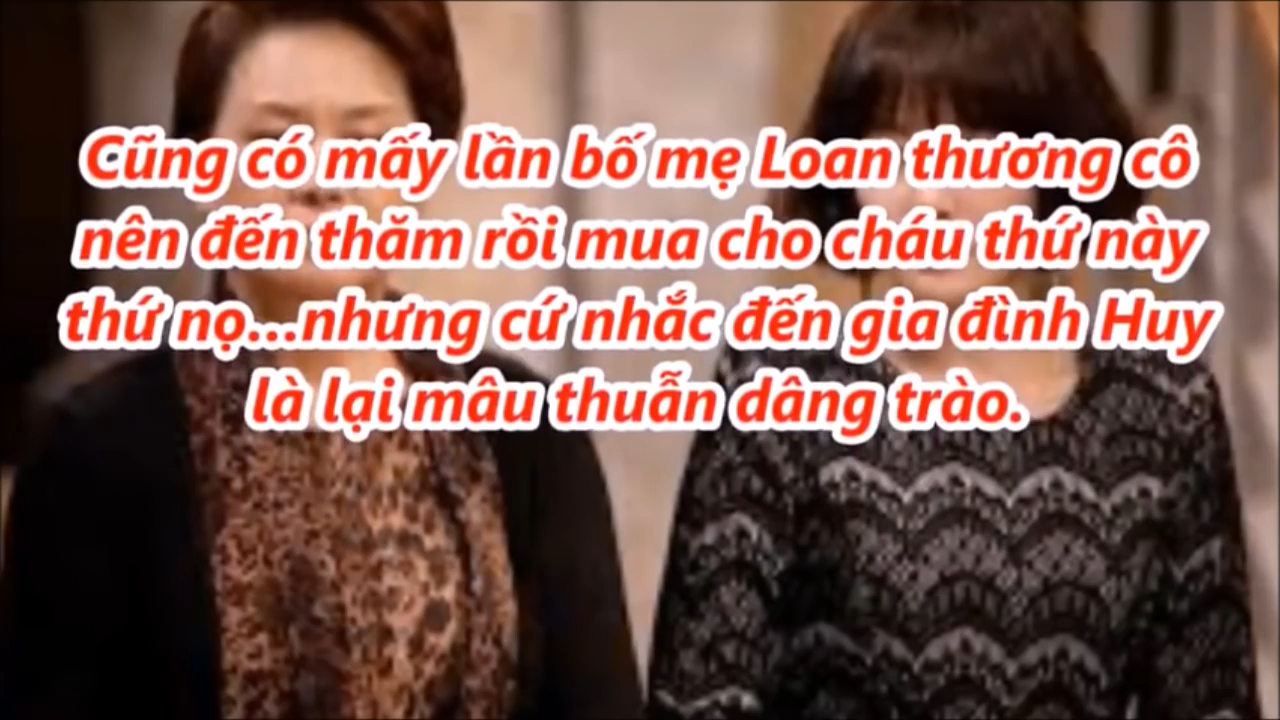 Cũng có mấy lần bố mẹ Loan thương cô
nên đến thăm rồi mua cho cháu thứ này
thứ nọ...nhưng cứ nhắc đến gia đình Huy
là lại mâu thuẫn dâng trào.